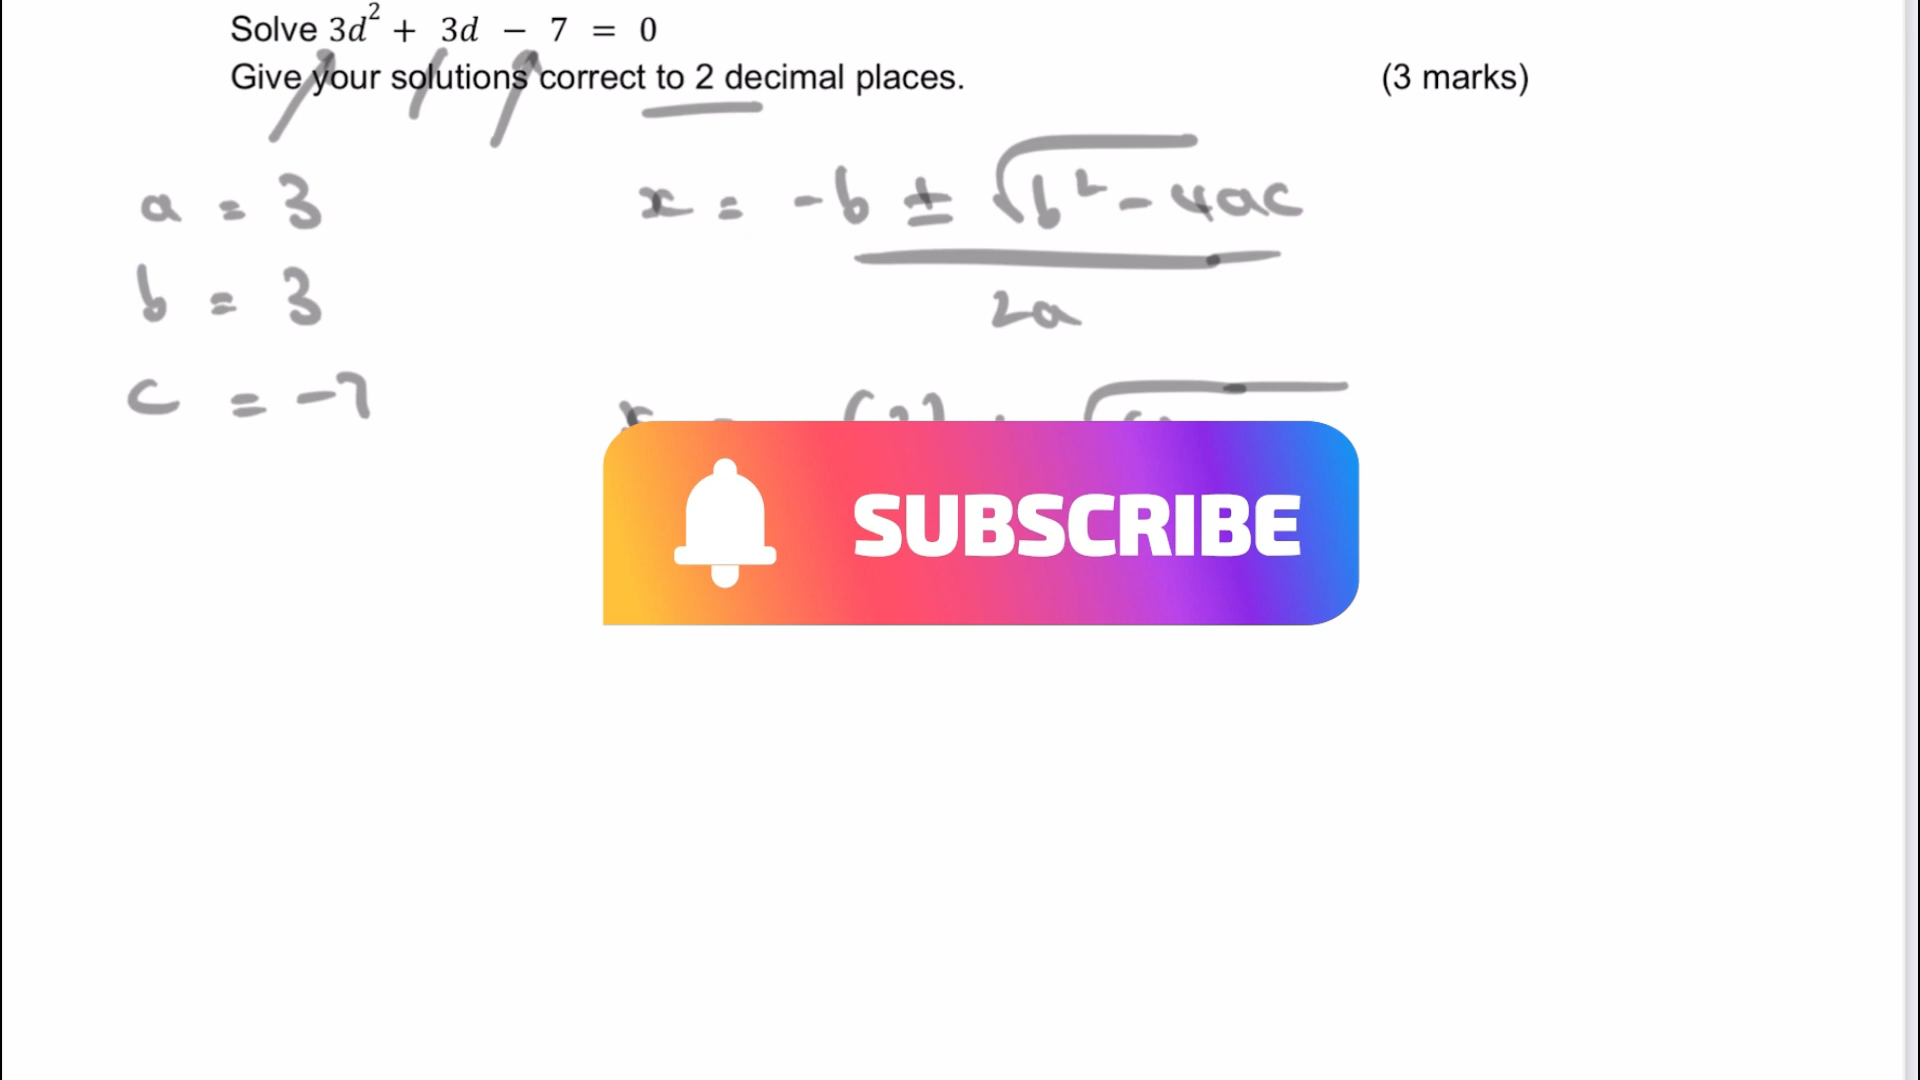 Solve 3d² + 3d − 7 = 0
Give your solutions correct to 2 decimal places. (3 marks)
a = 3
x = -b ± √b² - 4ac
2a
b = 3
c = -7
SUBSCRIBE